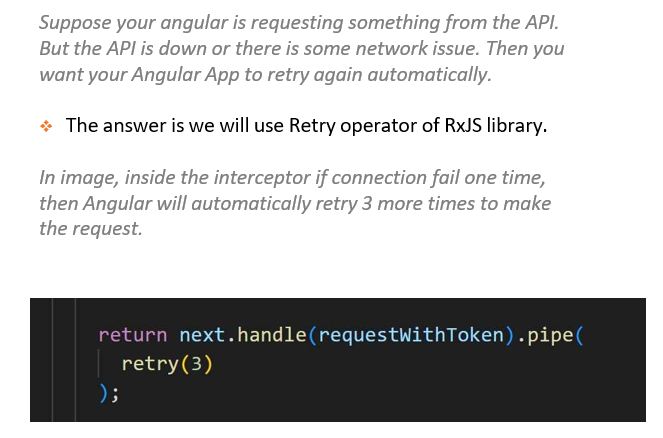 Suppose your angular is requesting something from the API.
But the API is down or there is some network issue. Then you
want your Angular App to retry again automatically.
❖ The answer is we will use Retry operator of RxJS library.
In image, inside the interceptor if connection fail one time,
then Angular will automatically retry 3 more times to make
the request.
return next.handle(requestWithToken).pipe(
retry(3)
);